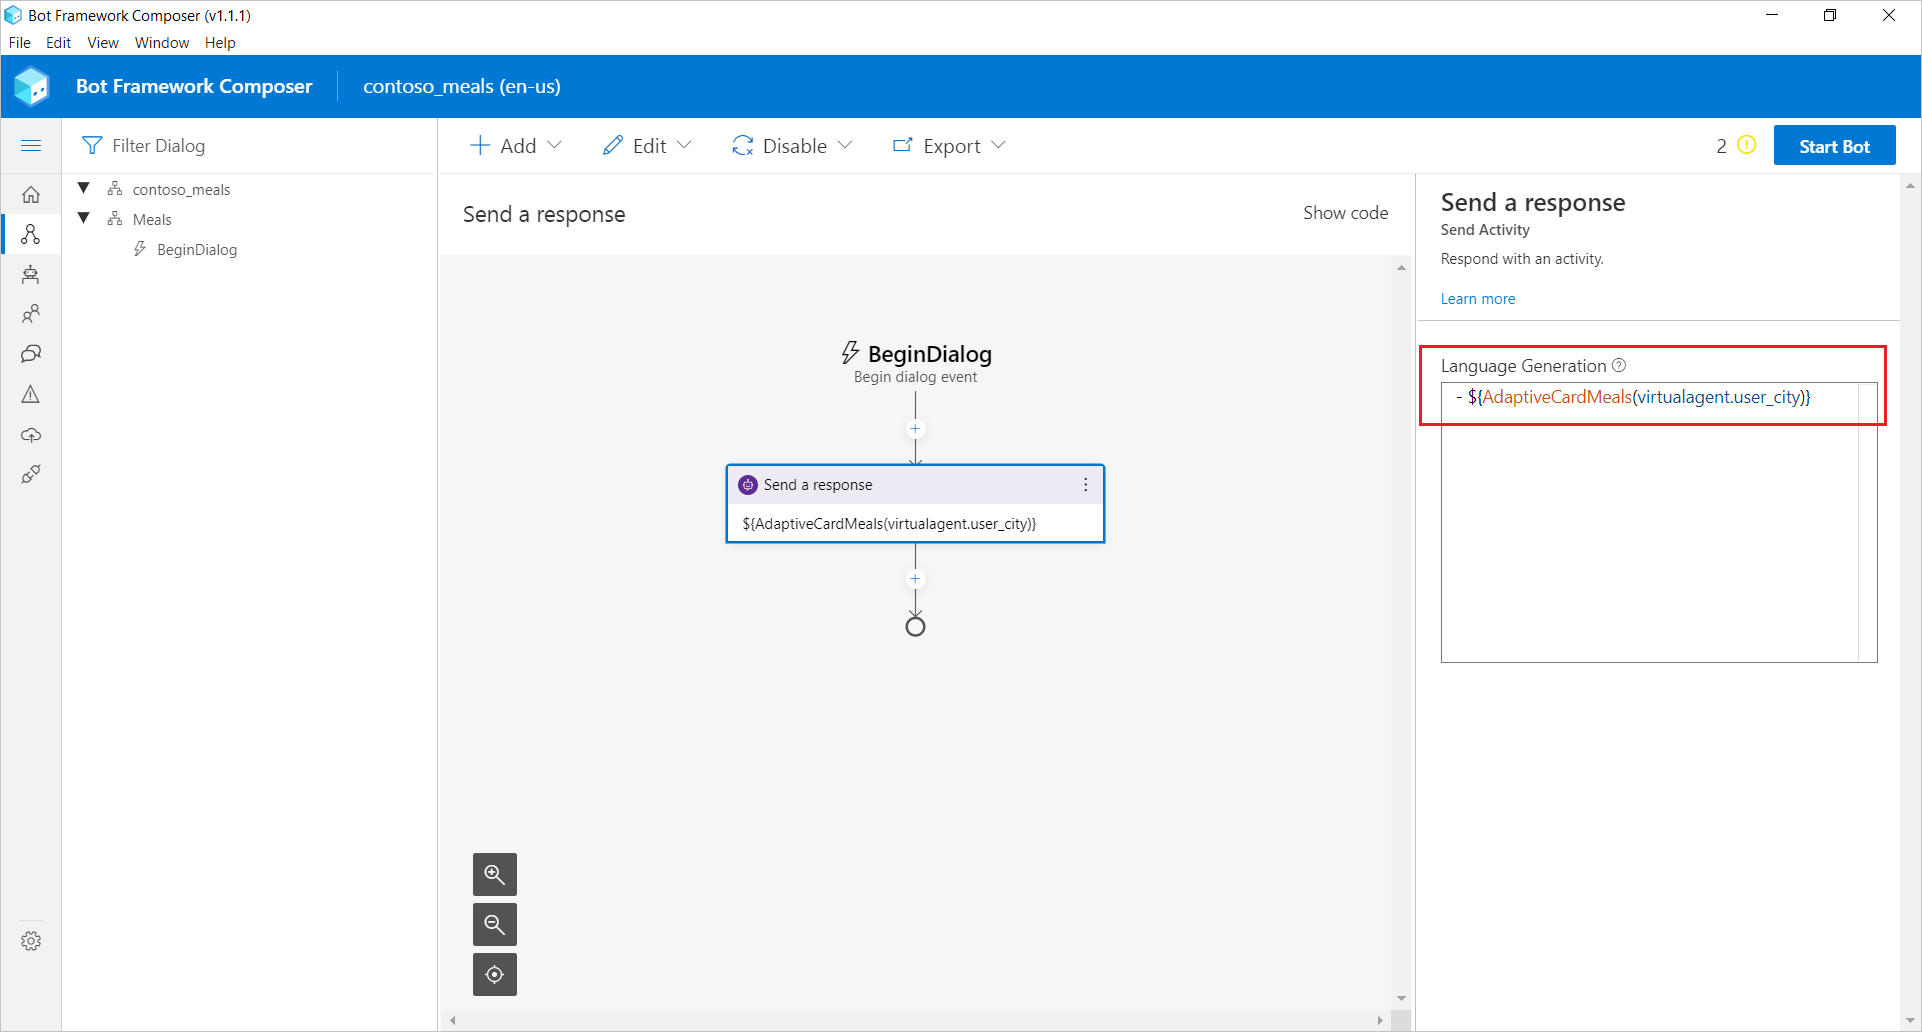 Bot Framework Composer (v1.1.1)
File Edit View Window Help
Bot Framework Composer contoso_meals (en-us)
Filter Dialog
contoso_meals
Meals
BeginDialog
Add Edit Disable Export
2 Start Bot
Send a response
Show code
BeginDialog
Begin dialog event
Send a response
${AdaptiveCardMeals(virtualagent.user_city)}
Send a response
Send Activity
Respond with an activity.
Learn more
Language Generation
- ${AdaptiveCardMeals(virtualagent.user_city)}